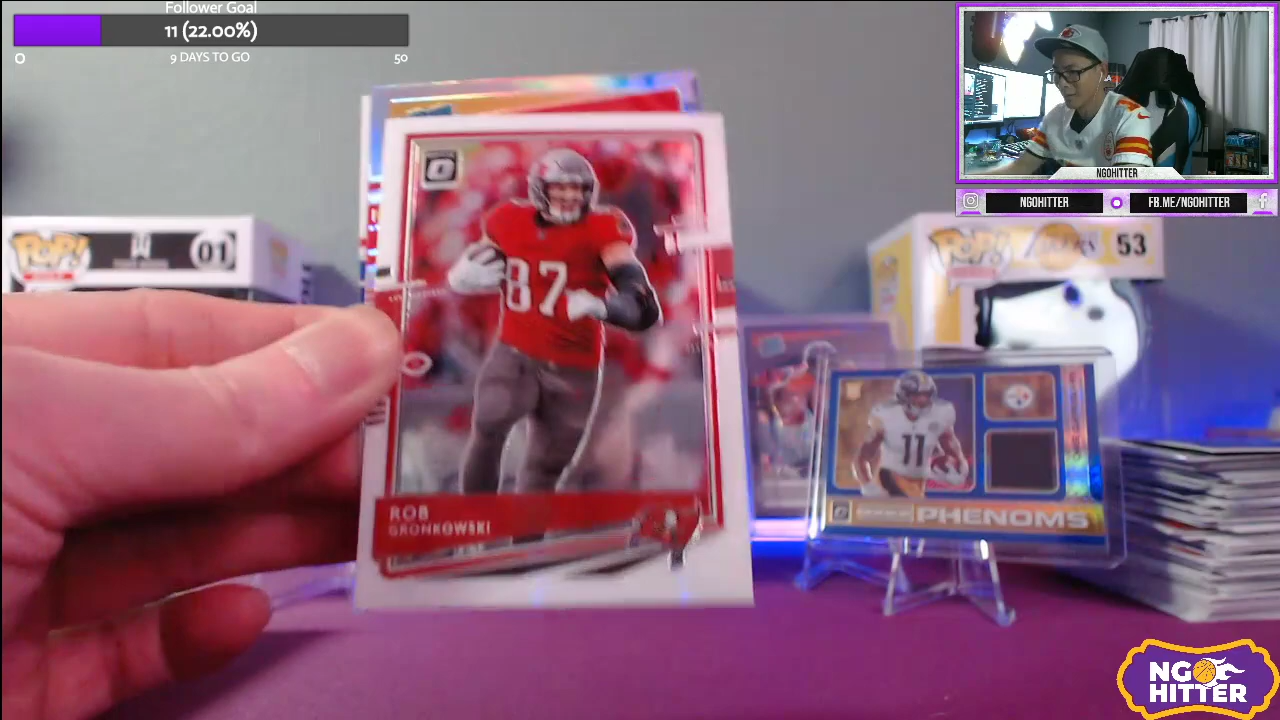 Follower Goal
11 (22.00%)
0
9 DAYS TO GO
50
NGOHITTER
NGOHITTER
FB.ME/NGOHITTER
POP!
01
POP!
LAKERS
53
87
ROB
GRONKOWSKI
11
PHENOMS
NGO
HITTER